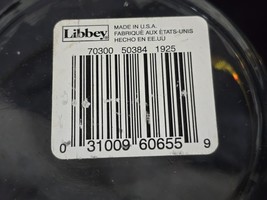 Libbey
MADE IN U.S.A.
FABRIQUÉ AUX ÉTATS-UNIS
HECHO EN EE.UU
70300 50384 1925
0 31009 60655 9